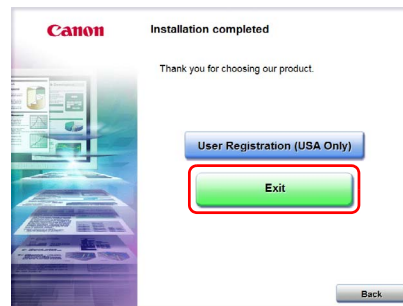 Canon
Installation completed
Thank you for choosing our product.
User Registration (USA Only)
Exit
Back